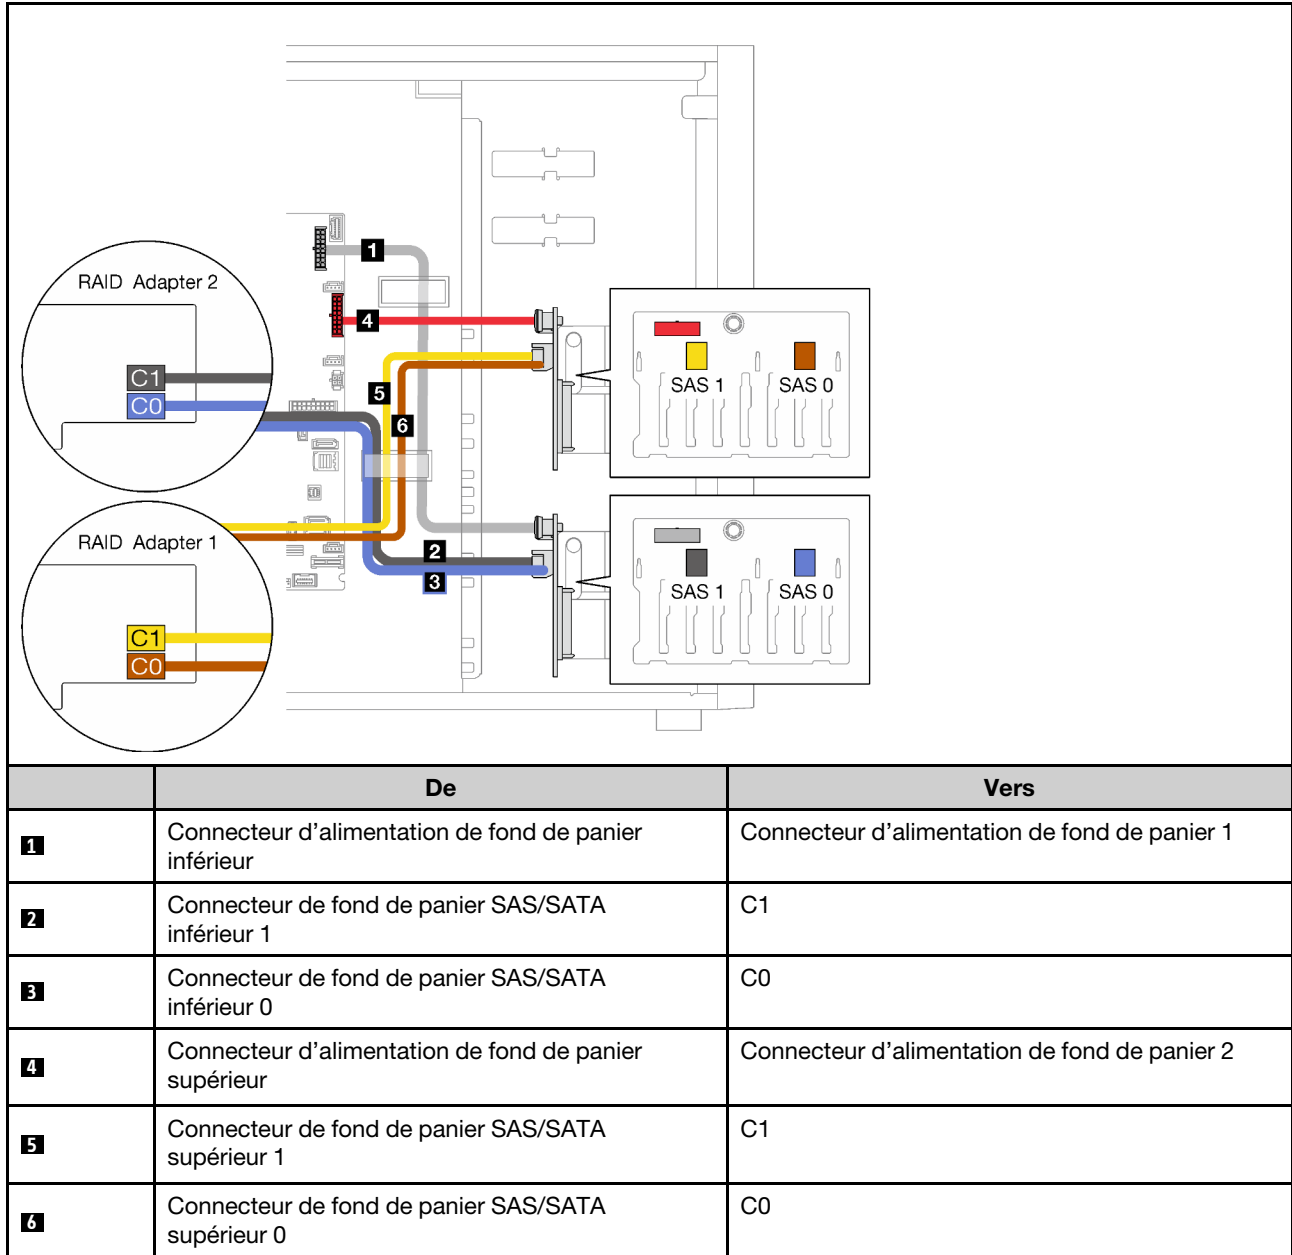 1
RAID Adapter 2
4
C1
C0
5
6
SAS 1 SAS 0
RAID Adapter 1
2
3
SAS 1 SAS 0
C1
C0
De Vers
1 Connecteur d’alimentation de fond de panier
inférieur
Connecteur d’alimentation de fond de panier 1
2 Connecteur de fond de panier SAS/SATA
inférieur 1
C1
3 Connecteur de fond de panier SAS/SATA
inférieur 0
C0
4 Connecteur d’alimentation de fond de panier
supérieur
Connecteur d’alimentation de fond de panier 2
5 Connecteur de fond de panier SAS/SATA
supérieur 1
C1
6 Connecteur de fond de panier SAS/SATA
supérieur 0
C0